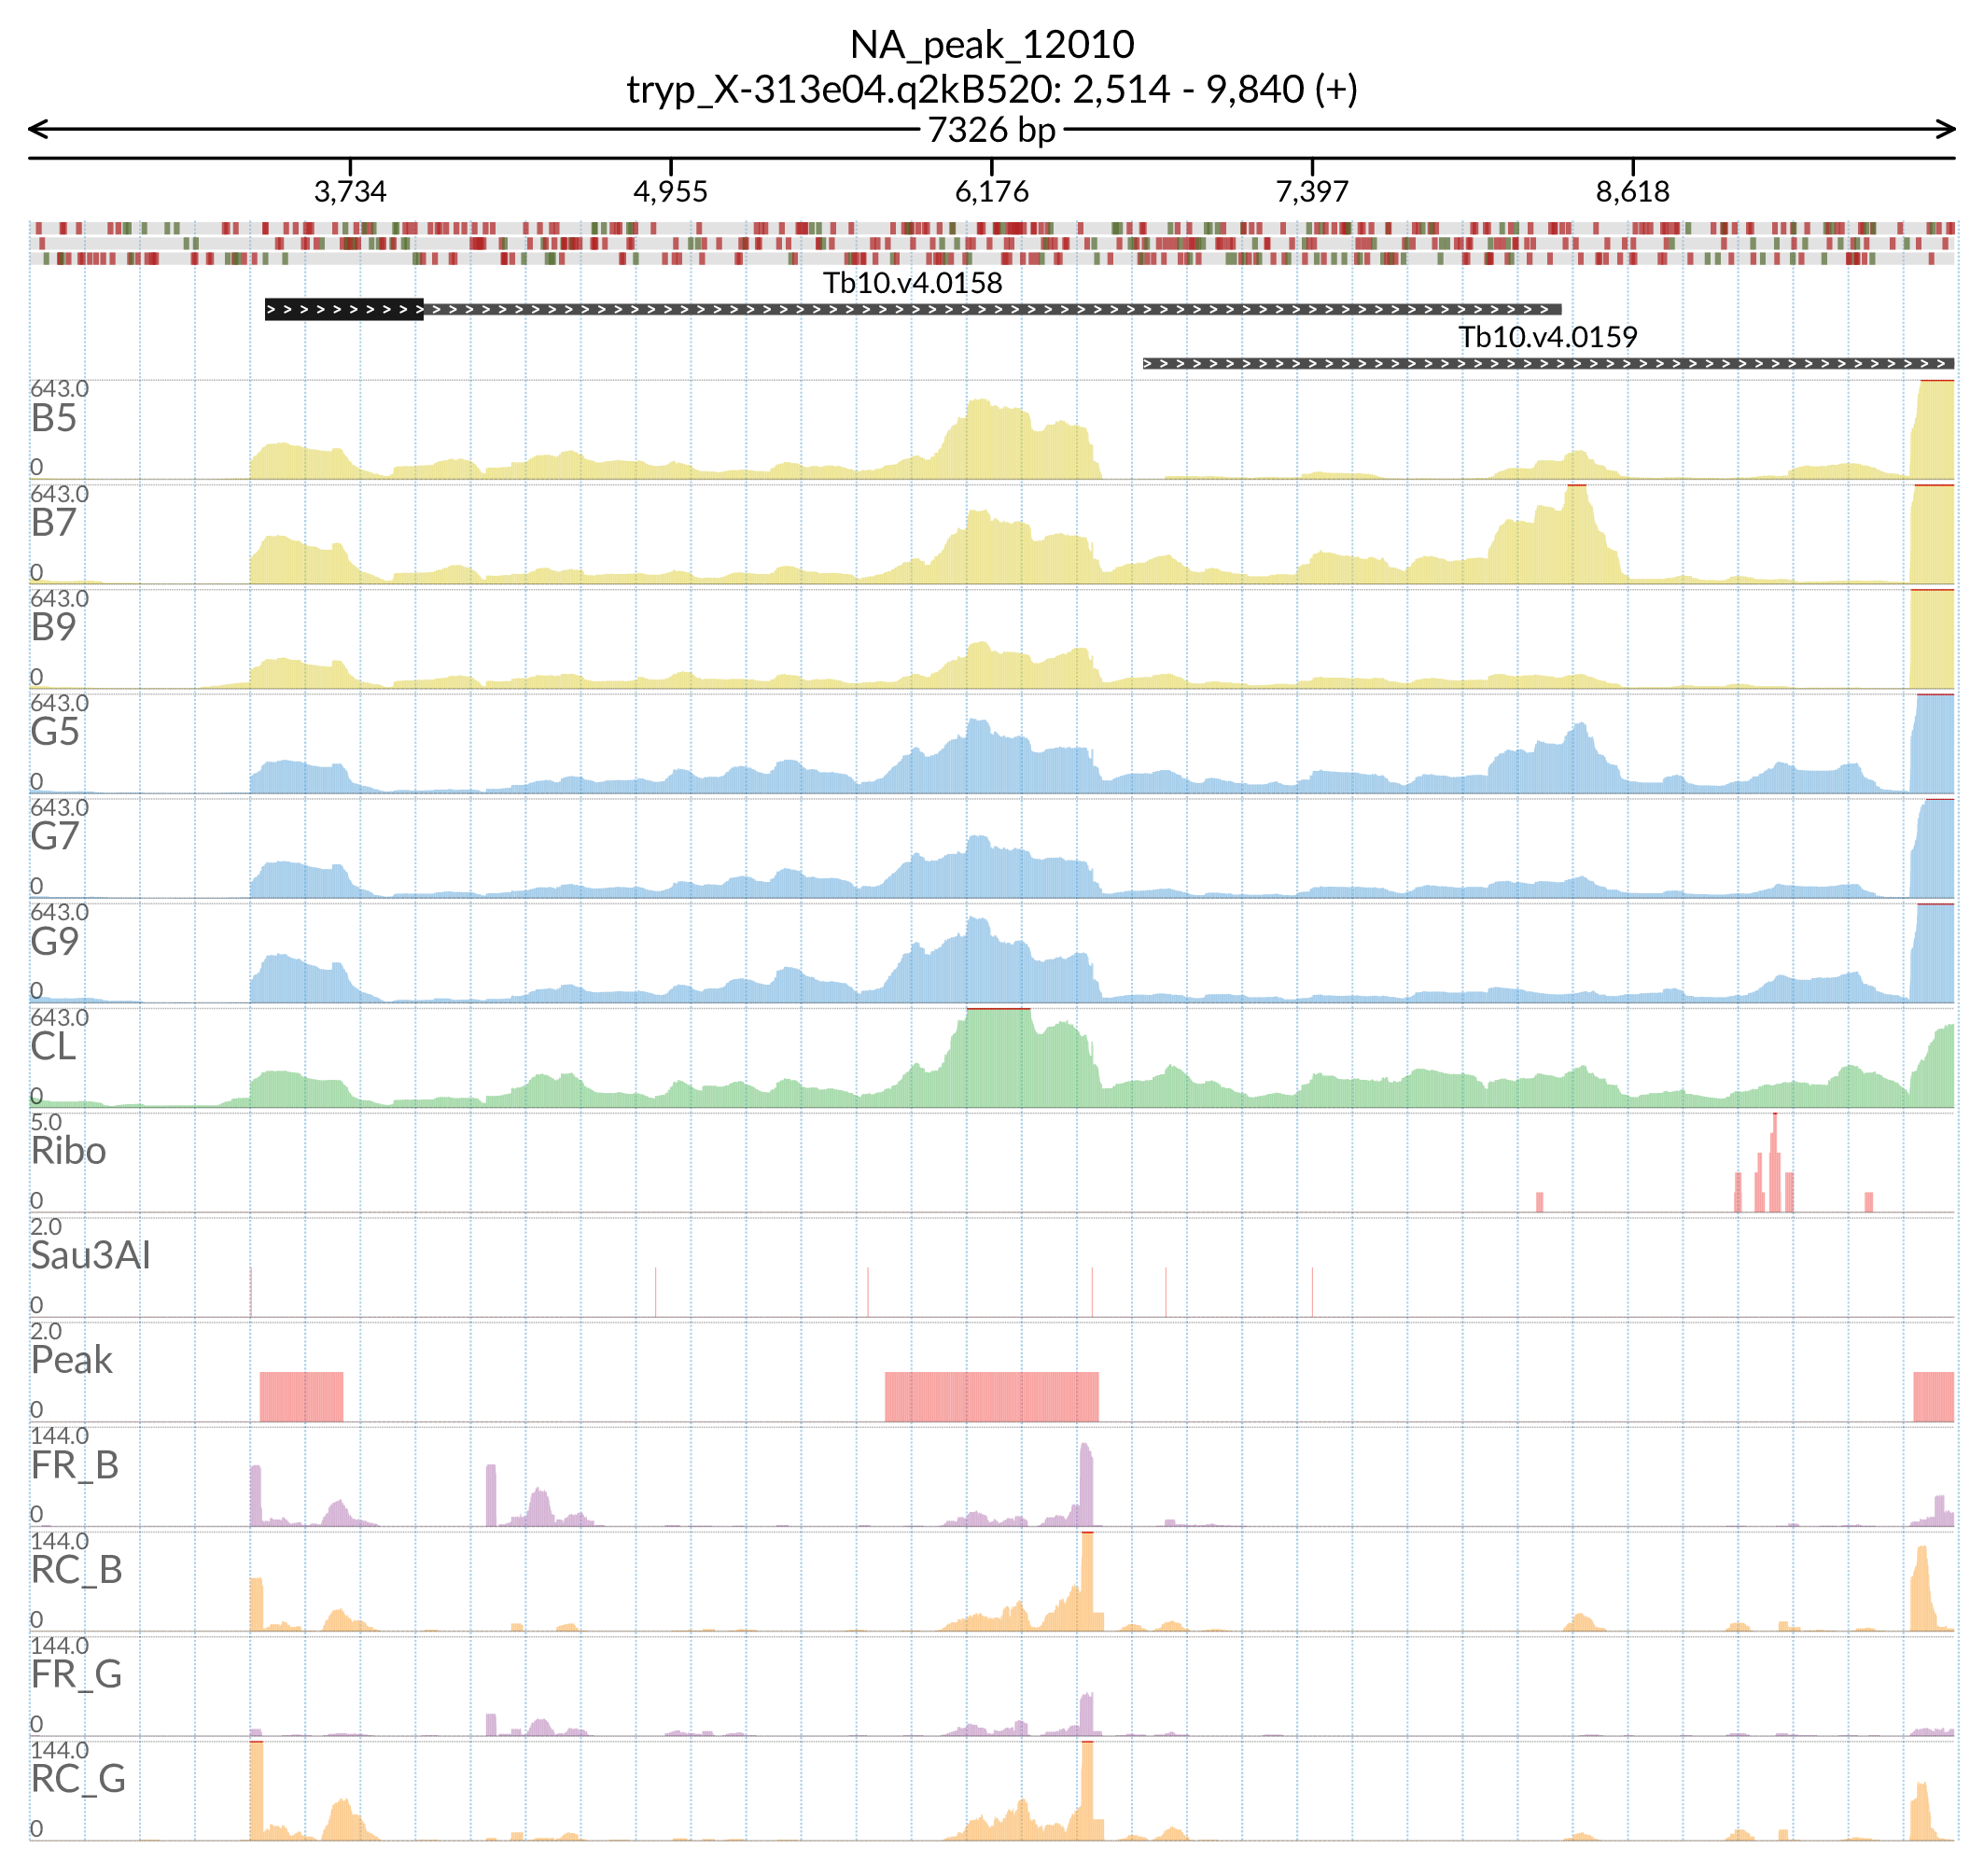 NA_peak_12010
tryp_X-313e04.q2kB520: 2,514 - 9,840 (+)
7326 bp
3,734 4,955 6,176 7,397 8,618
Tb10.v4.0158
Tb10.v4.0159
643.0
B5
0
643.0
B7
0
643.0
B9
0
643.0
G5
0
643.0
G7
0
643.0
G9
0
643.0
CL
0
5.0
Ribo
0
2.0
Sau3AI
0
2.0
Peak
0
144.0
FR_B
0
144.0
RC_B
0
144.0
FR_G
0
144.0
RC_G
0